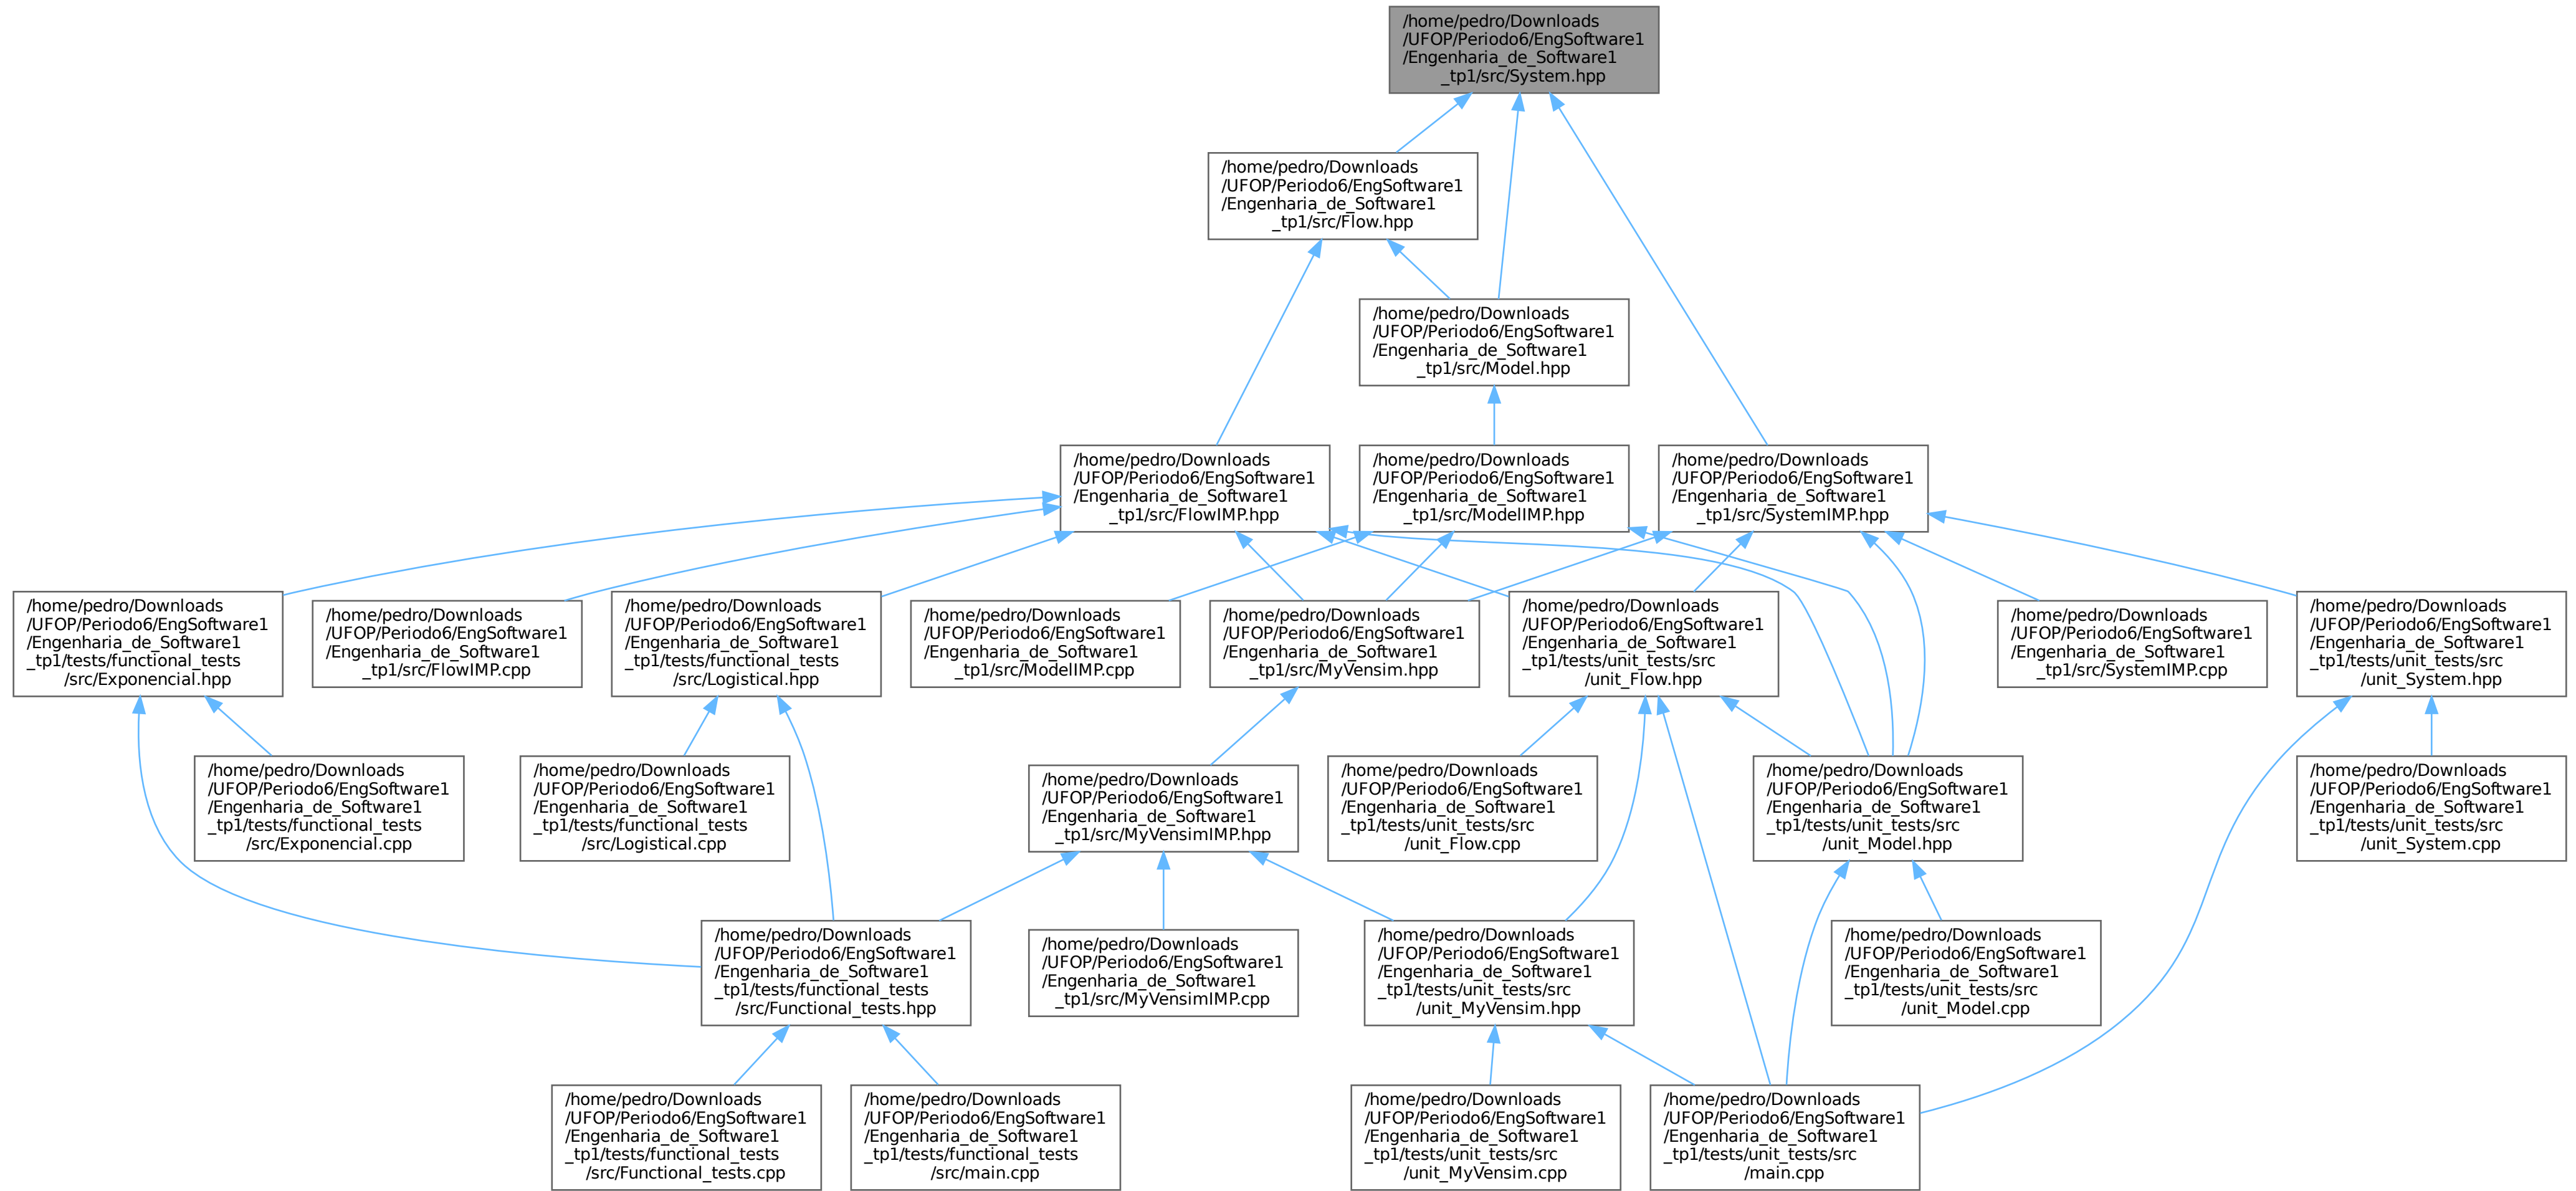 /home/pedro/Downloads
/UFOP/Periodo6/EngSoftware1
/Engenharia_de_Software1
_tp1/src/System.hpp
/home/pedro/Downloads
/UFOP/Periodo6/EngSoftware1
/Engenharia_de_Software1
_tp1/src/Flow.hpp
/home/pedro/Downloads
/UFOP/Periodo6/EngSoftware1
/Engenharia_de_Software1
_tp1/src/Model.hpp
/home/pedro/Downloads
/UFOP/Periodo6/EngSoftware1
/Engenharia_de_Software1
_tp1/src/FlowIMP.hpp
/home/pedro/Downloads
/UFOP/Periodo6/EngSoftware1
/Engenharia_de_Software1
_tp1/src/ModelIMP.hpp
/home/pedro/Downloads
/UFOP/Periodo6/EngSoftware1
/Engenharia_de_Software1
_tp1/src/SystemIMP.hpp
/home/pedro/Downloads
/UFOP/Periodo6/EngSoftware1
/Engenharia_de_Software1
_tp1/tests/functional_tests
/src/Exponencial.hpp
/home/pedro/Downloads
/UFOP/Periodo6/EngSoftware1
/Engenharia_de_Software1
_tp1/src/FlowIMP.cpp
/home/pedro/Downloads
/UFOP/Periodo6/EngSoftware1
/Engenharia_de_Software1
_tp1/tests/functional_tests
/src/Logistical.hpp
/home/pedro/Downloads
/UFOP/Periodo6/EngSoftware1
/Engenharia_de_Software1
_tp1/src/ModelIMP.cpp
/home/pedro/Downloads
/UFOP/Periodo6/EngSoftware1
/Engenharia_de_Software1
_tp1/src/MyVensim.hpp
/home/pedro/Downloads
/UFOP/Periodo6/EngSoftware1
/Engenharia_de_Software1
_tp1/tests/unit_tests/src
/unit_Flow.hpp
/home/pedro/Downloads
/UFOP/Periodo6/EngSoftware1
/Engenharia_de_Software1
_tp1/src/SystemIMP.cpp
/home/pedro/Downloads
/UFOP/Periodo6/EngSoftware1
/Engenharia_de_Software1
_tp1/tests/unit_tests/src
/unit_System.hpp
/home/pedro/Downloads
/UFOP/Periodo6/EngSoftware1
/Engenharia_de_Software1
_tp1/tests/functional_tests
/src/Exponencial.cpp
/home/pedro/Downloads
/UFOP/Periodo6/EngSoftware1
/Engenharia_de_Software1
_tp1/tests/functional_tests
/src/Logistical.cpp
/home/pedro/Downloads
/UFOP/Periodo6/EngSoftware1
/Engenharia_de_Software1
_tp1/src/MyVensimIMP.hpp
/home/pedro/Downloads
/UFOP/Periodo6/EngSoftware1
/Engenharia_de_Software1
_tp1/tests/unit_tests/src
/unit_Flow.cpp
/home/pedro/Downloads
/UFOP/Periodo6/EngSoftware1
/Engenharia_de_Software1
_tp1/tests/unit_tests/src
/unit_Model.hpp
/home/pedro/Downloads
/UFOP/Periodo6/EngSoftware1
/Engenharia_de_Software1
_tp1/tests/unit_tests/src
/unit_System.cpp
/home/pedro/Downloads
/UFOP/Periodo6/EngSoftware1
/Engenharia_de_Software1
_tp1/tests/functional_tests
/src/Functional_tests.hpp
/home/pedro/Downloads
/UFOP/Periodo6/EngSoftware1
/Engenharia_de_Software1
_tp1/src/MyVensimIMP.cpp
/home/pedro/Downloads
/UFOP/Periodo6/EngSoftware1
/Engenharia_de_Software1
_tp1/tests/unit_tests/src
/unit_MyVensim.hpp
/home/pedro/Downloads
/UFOP/Periodo6/EngSoftware1
/Engenharia_de_Software1
_tp1/tests/unit_tests/src
/unit_Model.cpp
/home/pedro/Downloads
/UFOP/Periodo6/EngSoftware1
/Engenharia_de_Software1
_tp1/tests/functional_tests
/src/Functional_tests.cpp
/home/pedro/Downloads
/UFOP/Periodo6/EngSoftware1
/Engenharia_de_Software1
_tp1/tests/functional_tests
/src/main.cpp
/home/pedro/Downloads
/UFOP/Periodo6/EngSoftware1
/Engenharia_de_Software1
_tp1/tests/unit_tests/src
/unit_MyVensim.cpp
/home/pedro/Downloads
/UFOP/Periodo6/EngSoftware1
/Engenharia_de_Software1
_tp1/tests/unit_tests/src
/main.cpp